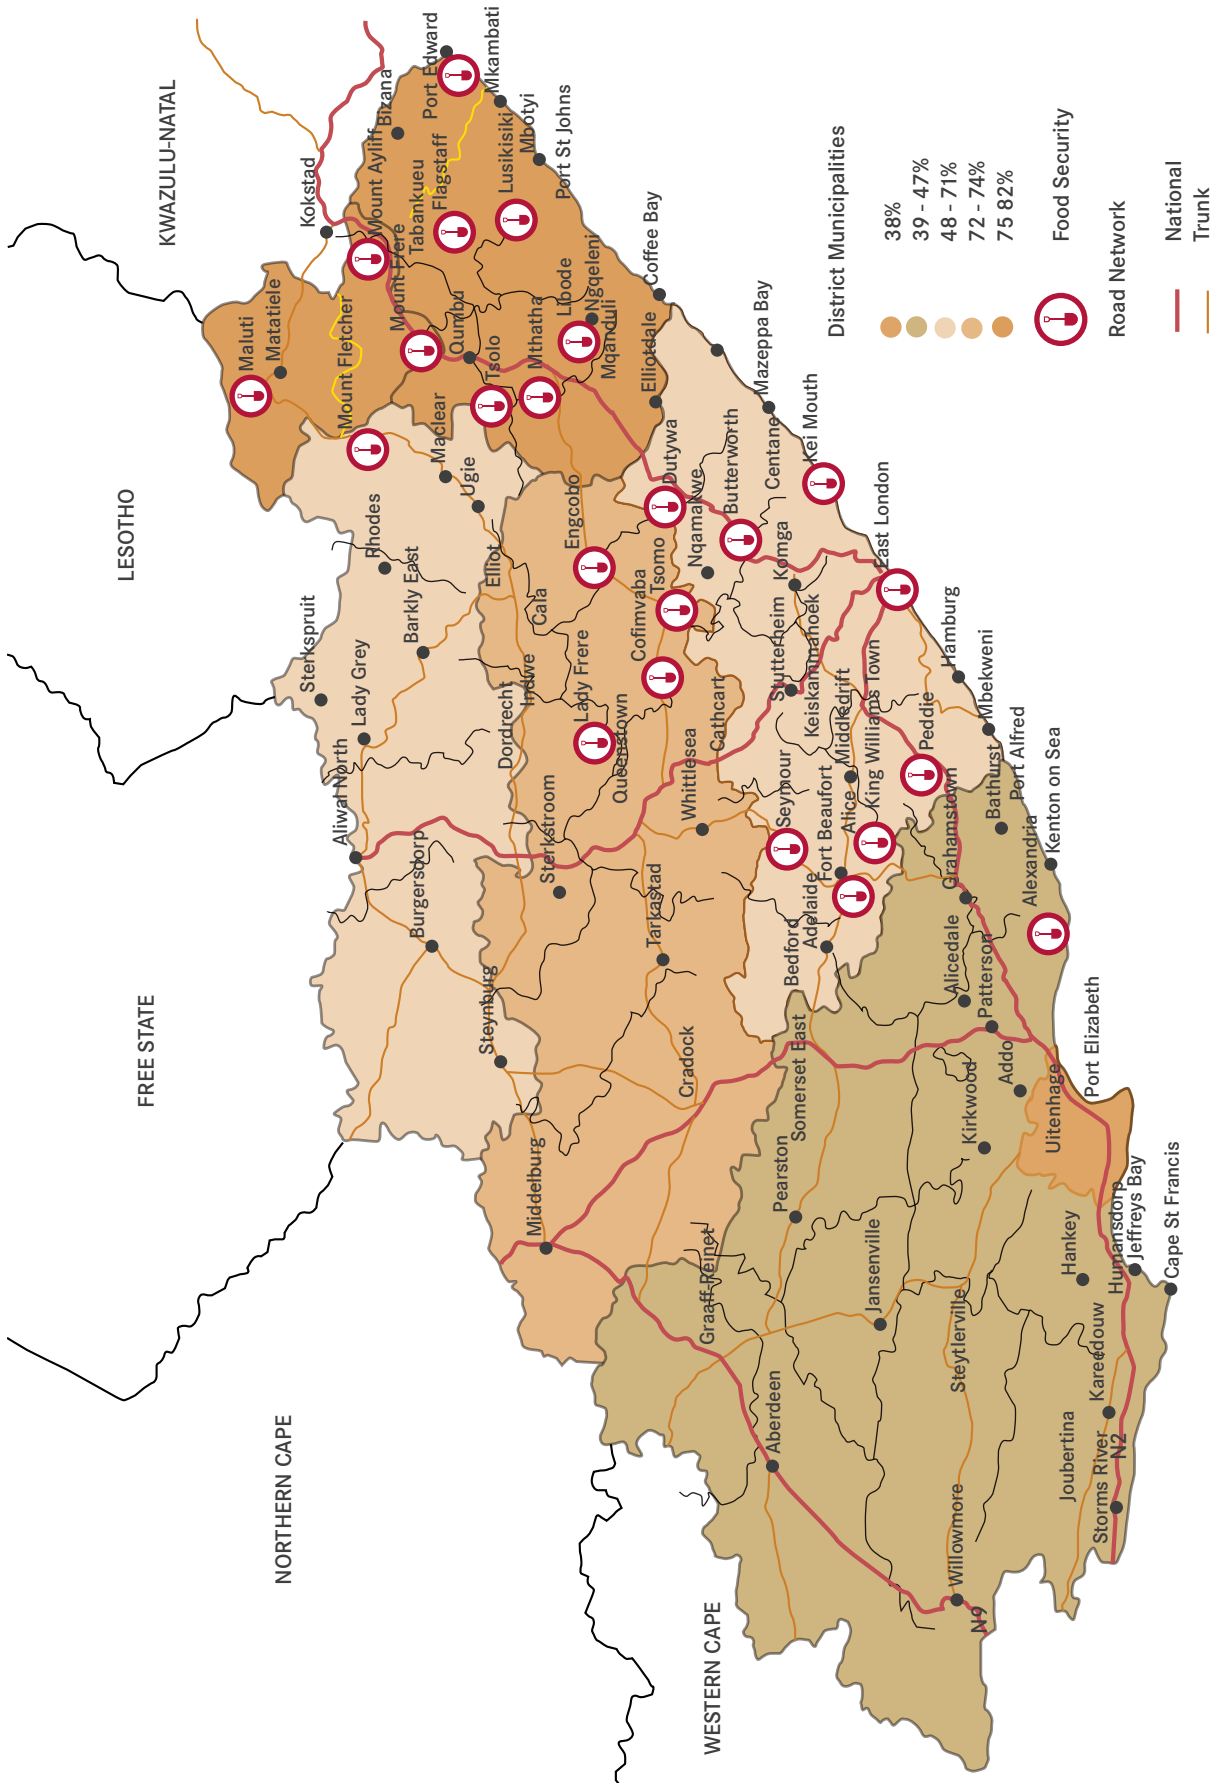 KWAZULU-NATAL
LESOTHO
FREE STATE
NORTHERN CAPE
WESTERN CAPE
Kokstad
Mount Ayliff
Bizana
Port Edward
Mkambati
Maluti
Matatiele
Mount Fletcher
Mount Frere
Tabankueu
Flagstaff
Lusikisiki
Mbotyi
Port St Johns
Qumbu
Tsolo
Mthatha
Libode
Ngqeleni
Mqanduli
Coffee Bay
Elliotdale
Maclear
Ugie
Rhodes
Barkly East
Elliot
Engcobo
Dutywa
Nqamakwe
Butterworth
Centane
Mazeppa Bay
Kei Mouth
Sterkspruit
Lady Grey
Aliwal North
Burgersdorp
Steynburg
Dordrecht
Indwe
Cala
Lady Frere
Cofimvaba
Tsomo
Queenstown
Sterkstroom
Whittlesea
Cathcart
Stutterheim
Komga
East London
Keiskammahoek
Middledrift
King Williams Town
Hamburg
Mbekweni
Peddie
Seymour
Fort Beaufort
Alice
Adelaide
Bedford
Tarkastad
Cradock
Middelburg
Grahamstown
Bathurst
Port Alfred
Kenton on Sea
Alexandria
Alicedale
Patterson
Addo
Kirkwood
Uitenhage
Port Elizabeth
Somerset East
Pearston
Graaff-Reinet
Jansenville
Steytlerville
Aberdeen
Willowmore
N9
Hankey
Humansdorp
Jeffreys Bay
Cape St Francis
Kareedouw
Joubertina
Storms River
N2
District Municipalities
38%
39 - 47%
48 - 71%
72 - 74%
75 82%
Food Security
Road Network
National
Trunk